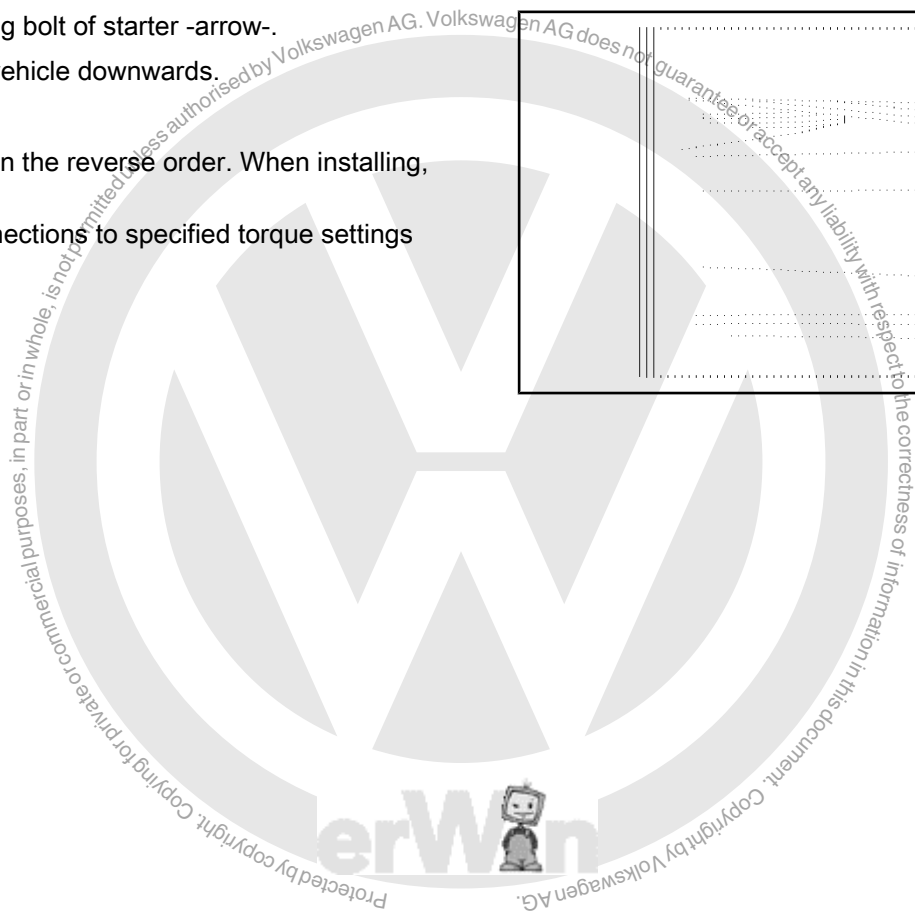 g bolt of starter -arrow-.
ehicle downwards.
n the reverse order. When installing,
nections to specified torque settings
Protected by copyright. Copying for private or commercial purposes, in part or in whole, is not permitted unless authorised by Volkswagen AG. Volkswagen AG does not guarantee or accept any liability with respect to the correctness of information in this document. Copyright by Volkswagen AG.
erWin